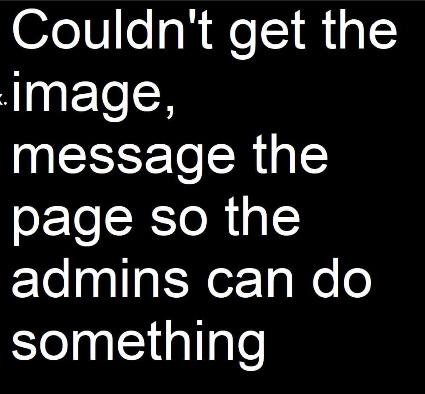 Couldn't get the
image,
message the
page so the
admins can do
something